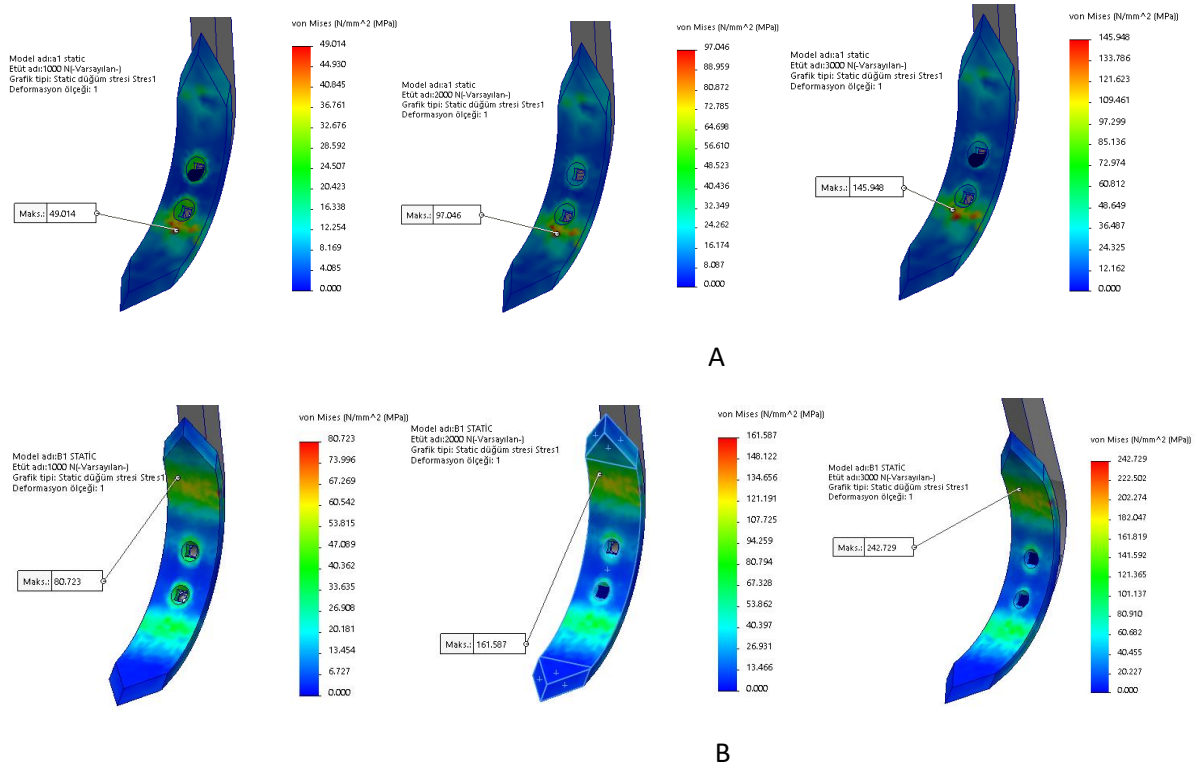 von Mises (N/mm^2 (MPa))
Model adı:a1 static
Etüt adı:1000 N(-Varsayılan-)
Grafik tipi: Static düğüm stresi Stres1
Deformasyon ölçeği: 1
49.014
44.930
40.845
36.761
32.676
28.592
24.507
20.423
16.338
12.254
8.169
4.085
0.000
Maks.: 49.014
von Mises (N/mm^2 (MPa))
Model adı:a1 static
Etüt adı:2000 N(-Varsayılan-)
Grafik tipi: Static düğüm stresi Stres1
Deformasyon ölçeği: 1
97.046
88.959
80.872
72.785
64.698
56.610
48.523
40.436
32.349
24.262
16.174
8.087
0.000
Maks.: 97.046
von Mises (N/mm^2 (MPa))
Model adı:a1 static
Etüt adı:3000 N(-Varsayılan-)
Grafik tipi: Static düğüm stresi Stres1
Deformasyon ölçeği: 1
145.948
133.786
121.623
109.461
97.299
85.136
72.974
60.812
48.649
36.487
24.325
12.162
0.000
Maks.: 145.948
A
von Mises (N/mm^2 (MPa))
Model adı:B1 STATİC
Etüt adı:1000 N(-Varsayılan-)
Grafik tipi: Static düğüm stresi Stres1
Deformasyon ölçeği: 1
80.723
73.996
67.269
60.542
53.815
47.089
40.362
33.635
26.908
20.181
13.454
6.727
0.000
Maks.: 80.723
von Mises (N/mm^2 (MPa))
Model adı:B1 STATİC
Etüt adı:2000 N(-Varsayılan-)
Grafik tipi: Static düğüm stresi Stres1
Deformasyon ölçeği: 1
161.587
148.122
134.656
121.191
107.725
94.259
80.794
67.328
53.862
40.397
26.931
13.466
0.000
Maks.: 161.587
von Mises (N/mm^2 (MPa))
Model adı:B1 STATİC
Etüt adı:3000 N(-Varsayılan-)
Grafik tipi: Static düğüm stresi Stres1
Deformasyon ölçeği: 1
242.729
222.502
202.274
182.047
161.819
141.592
121.365
101.137
80.910
60.682
40.455
20.227
0.000
Maks.: 242.729
B